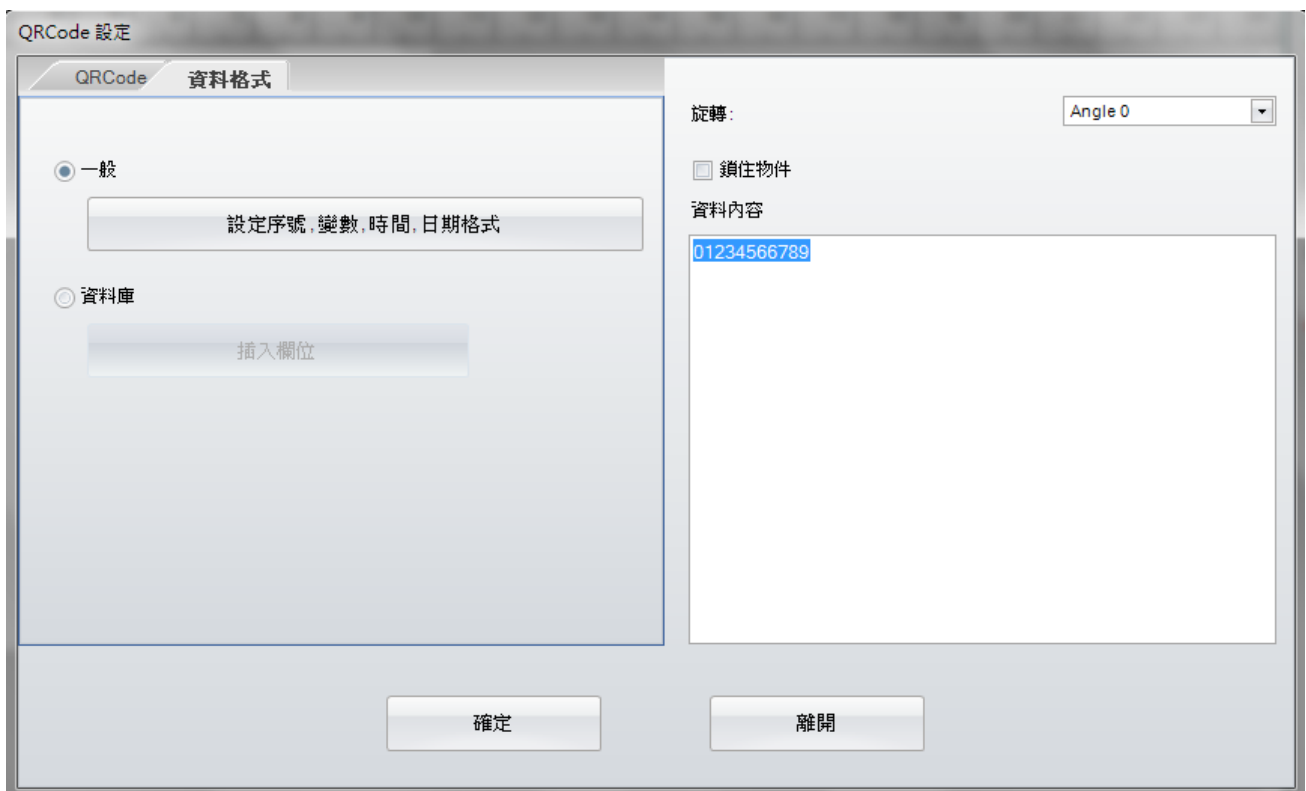 QRCode 設定
QRCode 資料格式
一般
設定序號,變數,時間,日期格式
資料庫
插入欄位
旋轉: Angle 0
鎖住物件
資料內容
01234566789
確定 離開